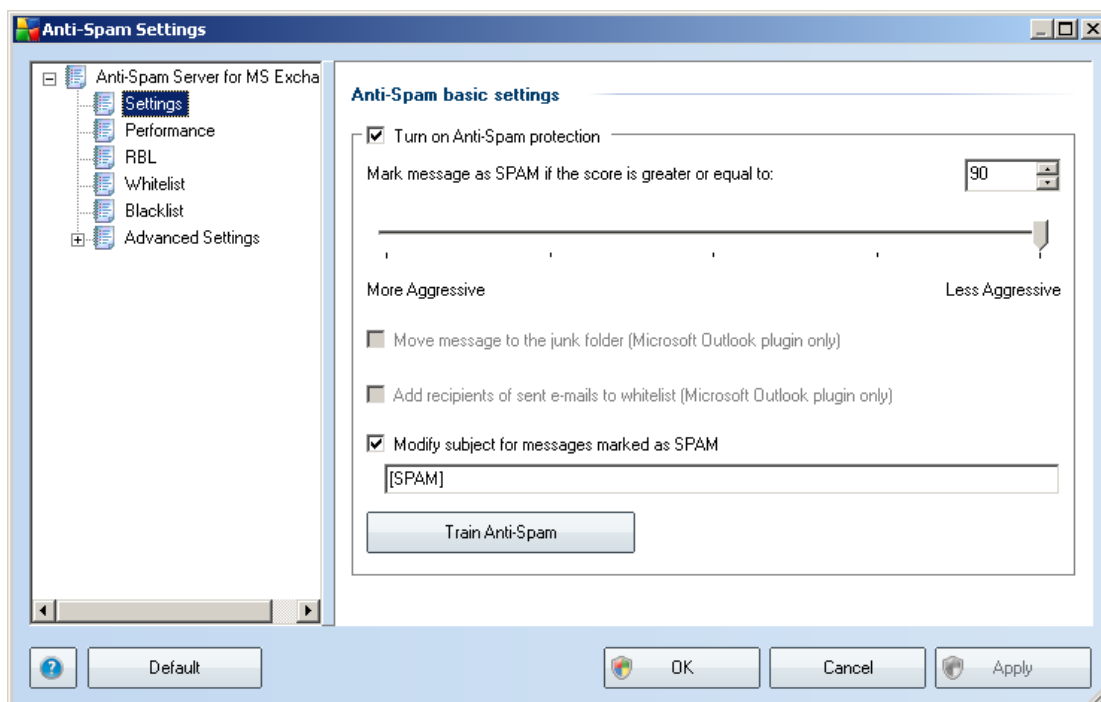 Anti-Spam Settings
Anti-Spam Server for MS Excha
Settings
Performance
RBL
Whitelist
Blacklist
Advanced Settings
Anti-Spam basic settings
Turn on Anti-Spam protection
Mark message as SPAM if the score is greater or equal to:
90
More Aggressive
Less Aggressive
Move message to the junk folder (Microsoft Outlook plugin only)
Add recipients of sent e-mails to whitelist (Microsoft Outlook plugin only)
Modify subject for messages marked as SPAM
[SPAM]
Train Anti-Spam
?
Default
OK
Cancel
Apply